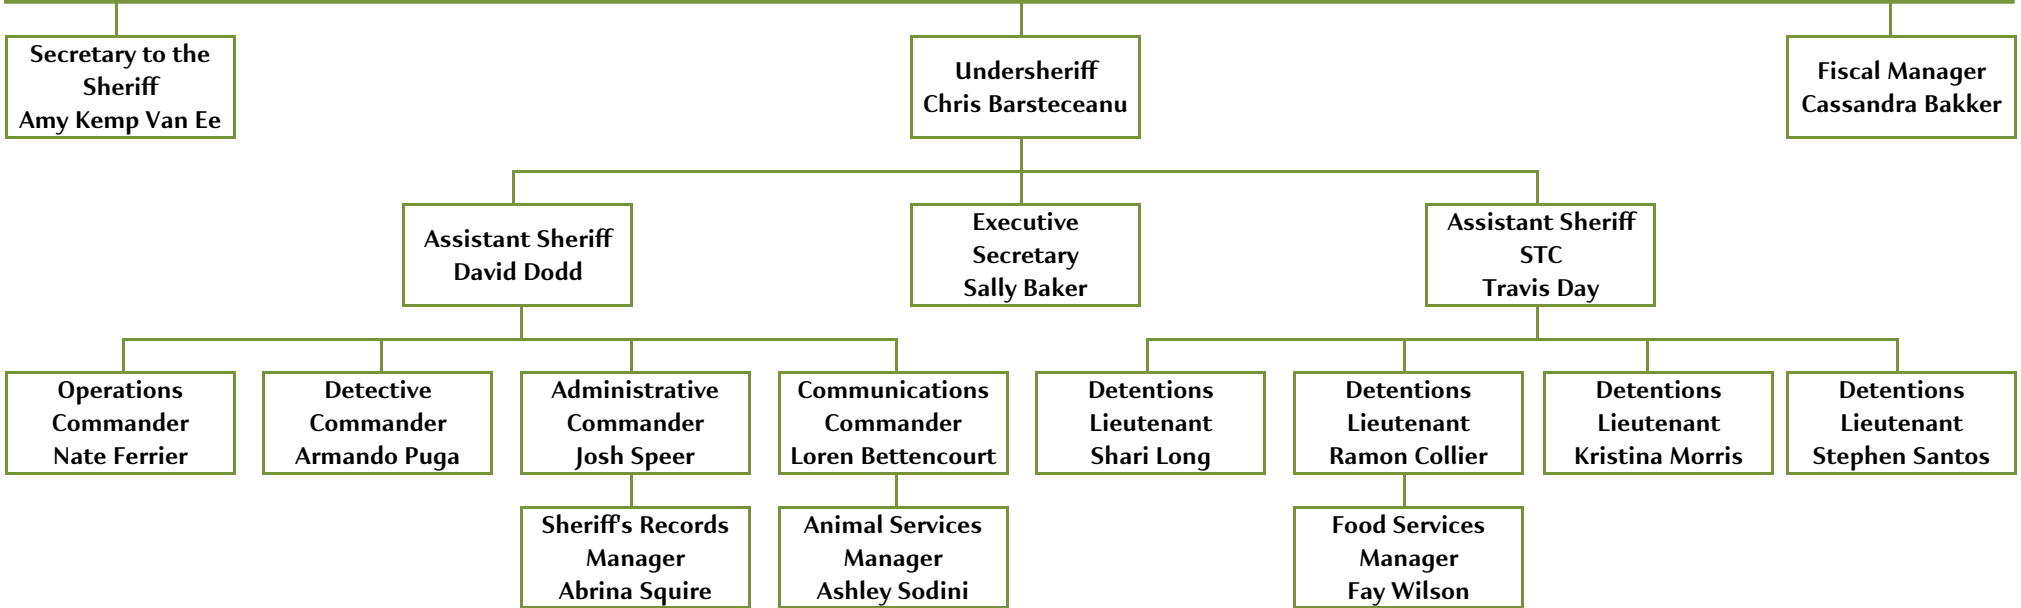 Secretary to the
Sheriff
Amy Kemp Van Ee
Undersheriff
Chris Barsteceanu
Fiscal Manager
Cassandra Bakker
Assistant Sheriff
David Dodd
Executive
Secretary
Sally Baker
Assistant Sheriff
STC
Travis Day
Operations
Commander
Nate Ferrier
Detective
Commander
Armando Puga
Administrative
Commander
Josh Speer
Communications
Commander
Loren Bettencourt
Detentions
Lieutenant
Shari Long
Detentions
Lieutenant
Ramon Collier
Detentions
Lieutenant
Kristina Morris
Detentions
Lieutenant
Stephen Santos
Sheriff's Records
Manager
Abrina Squire
Animal Services
Manager
Ashley Sodini
Food Services
Manager
Fay Wilson